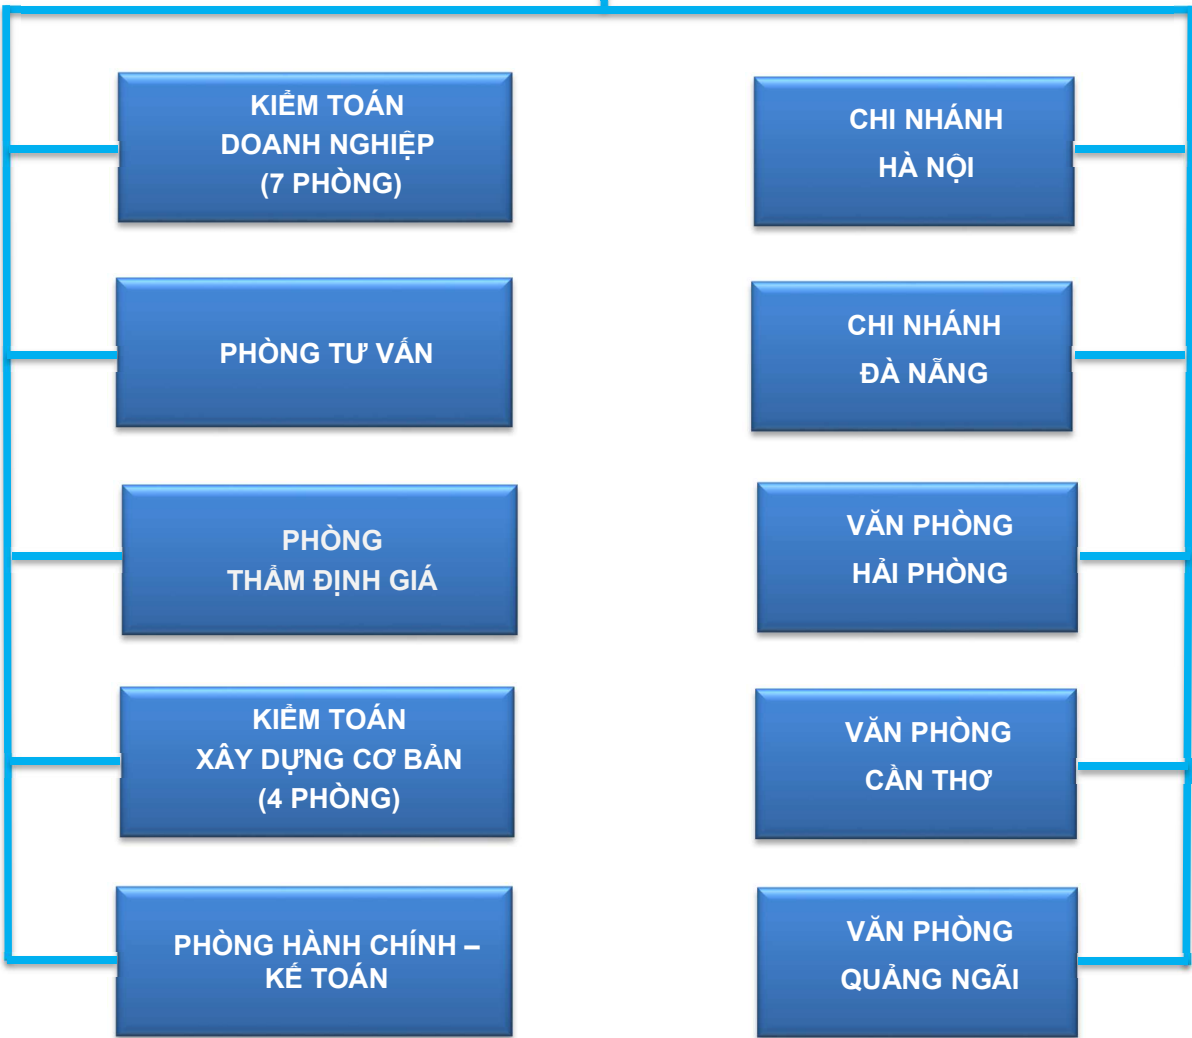 KIỂM TOÁN
DOANH NGHIỆP
(7 PHÒNG)
PHÒNG TƯ VẤN
PHÒNG
THẨM ĐỊNH GIÁ
KIỂM TOÁN
XÂY DỰNG CƠ BẢN
(4 PHÒNG)
PHÒNG HÀNH CHÍNH –
KẾ TOÁN
CHI NHÁNH
HÀ NỘI
CHI NHÁNH
ĐÀ NẴNG
VĂN PHÒNG
HẢI PHÒNG
VĂN PHÒNG
CẦN THƠ
VĂN PHÒNG
QUẢNG NGÃI